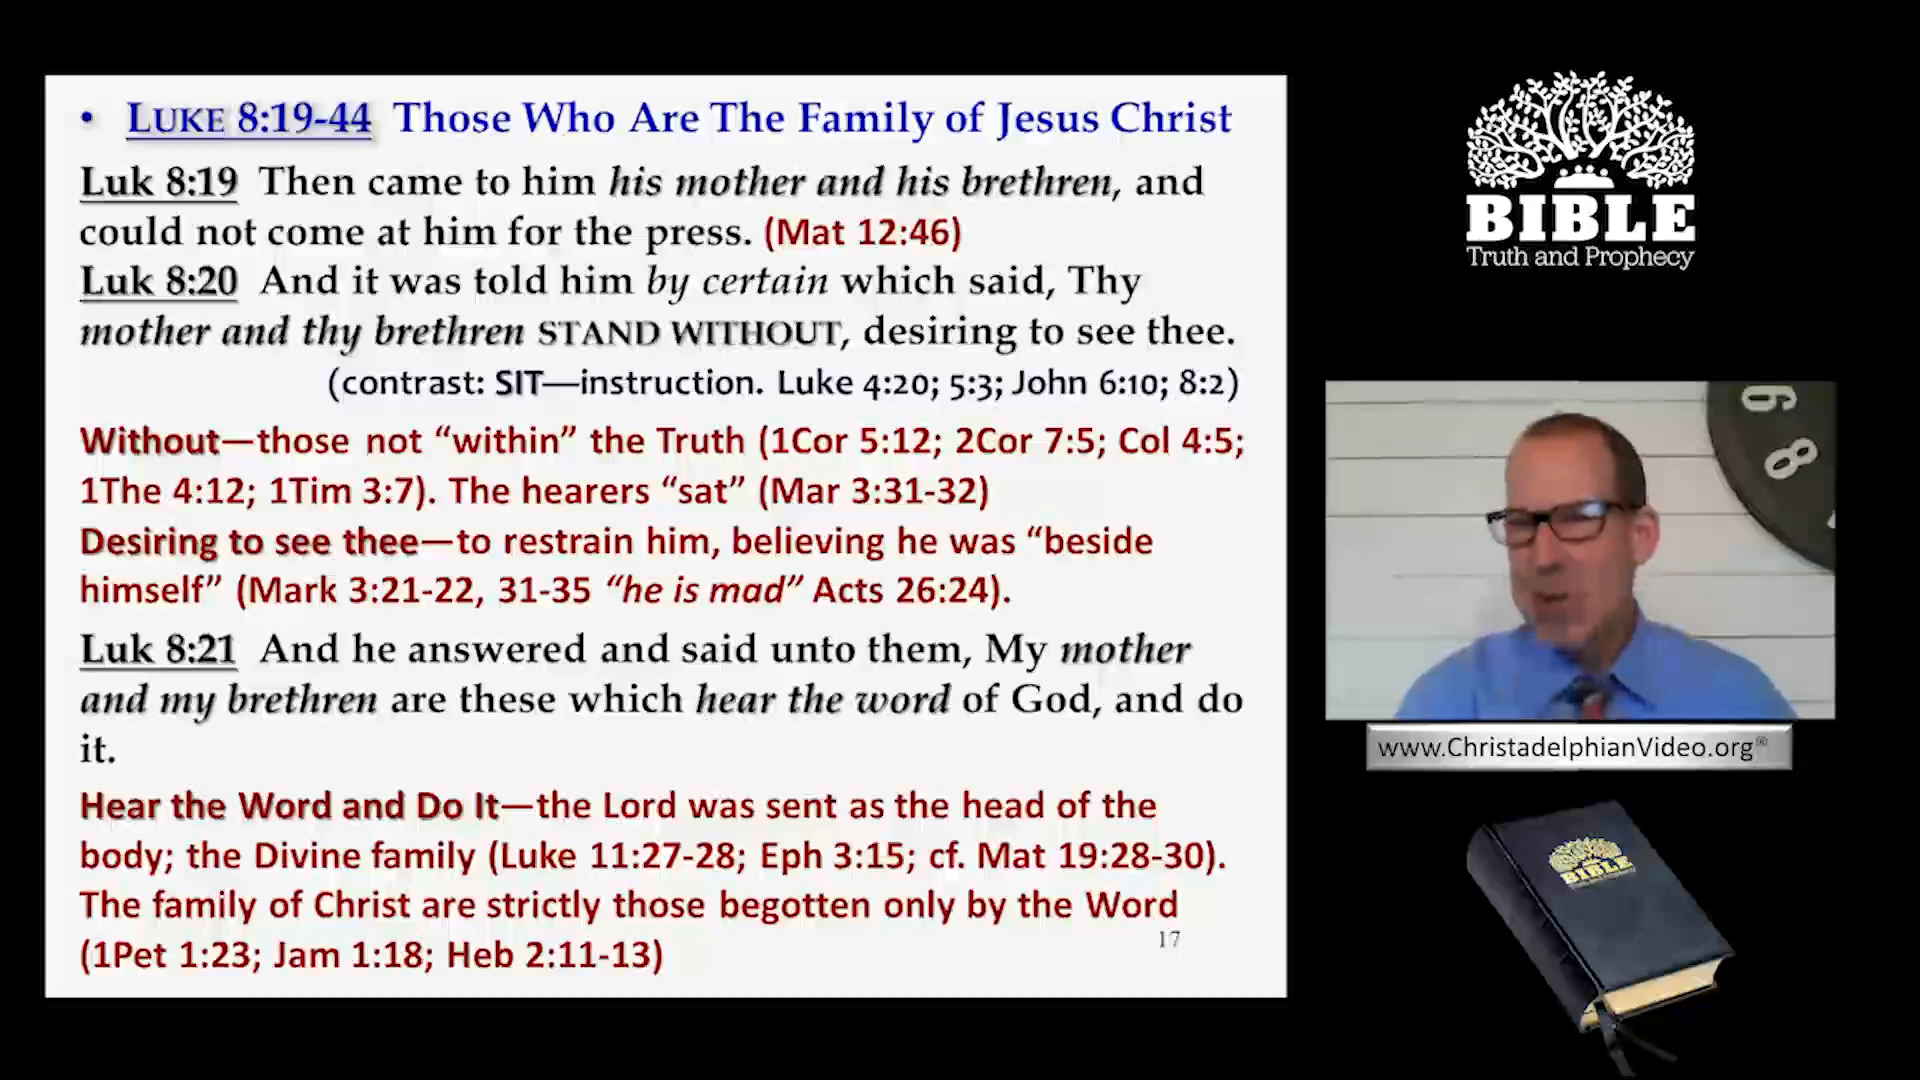 • LUKE 8:19-44 Those Who Are The Family of Jesus Christ
Luk 8:19 Then came to him his mother and his brethren, and
could not come at him for the press. (Mat 12:46)
Luk 8:20 And it was told him by certain which said, Thy
mother and thy brethren STAND WITHOUT, desiring to see thee.
(contrast: SIT—instruction. Luke 4:20; 5:3; John 6:10; 8:2)
Without—those not “within” the Truth (1Cor 5:12; 2Cor 7:5; Col 4:5;
1The 4:12; 1Tim 3:7). The hearers “sat” (Mar 3:31-32)
Desiring to see thee—to restrain him, believing he was “beside
himself” (Mark 3:21-22, 31-35 “he is mad” Acts 26:24).
Luk 8:21 And he answered and said unto them, My mother
and my brethren are these which hear the word of God, and do
it.
Hear the Word and Do It—the Lord was sent as the head of the
body; the Divine family (Luke 11:27-28; Eph 3:15; cf. Mat 19:28-30).
The family of Christ are strictly those begotten only by the Word
(1Pet 1:23; Jam 1:18; Heb 2:11-13)
17
BIBLE
Truth and Prophecy
6
8
www.ChristadelphianVideo.org®
BIBLE